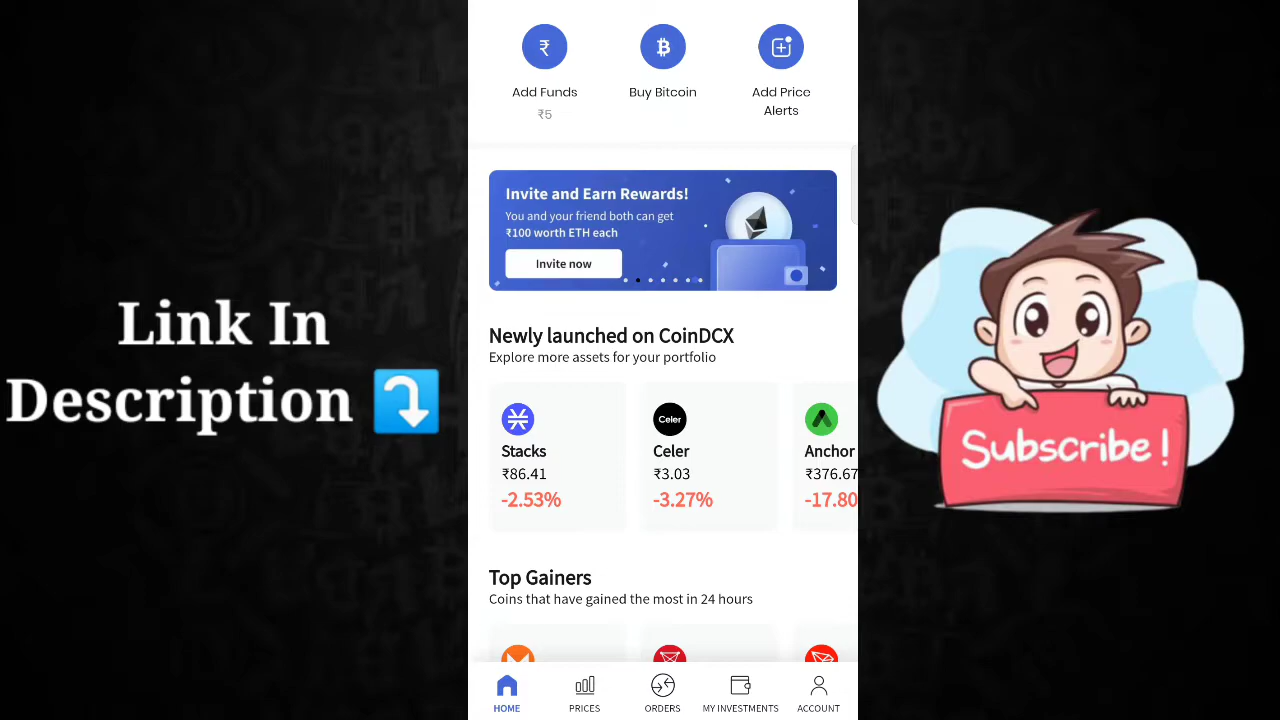 Link In
Description
Add Funds
₹5
Buy Bitcoin
Add Price
Alerts
Invite and Earn Rewards!
You and your friend both can get
₹100 worth ETH each
Invite now
Newly launched on CoinDCX
Explore more assets for your portfolio
Stacks
₹86.41
-2.53%
Celer
Celer
₹3.03
-3.27%
Anchor
₹376.67
-17.80
Top Gainers
Coins that have gained the most in 24 hours
HOME
PRICES
ORDERS
MY INVESTMENTS
ACCOUNT
Subscribe!